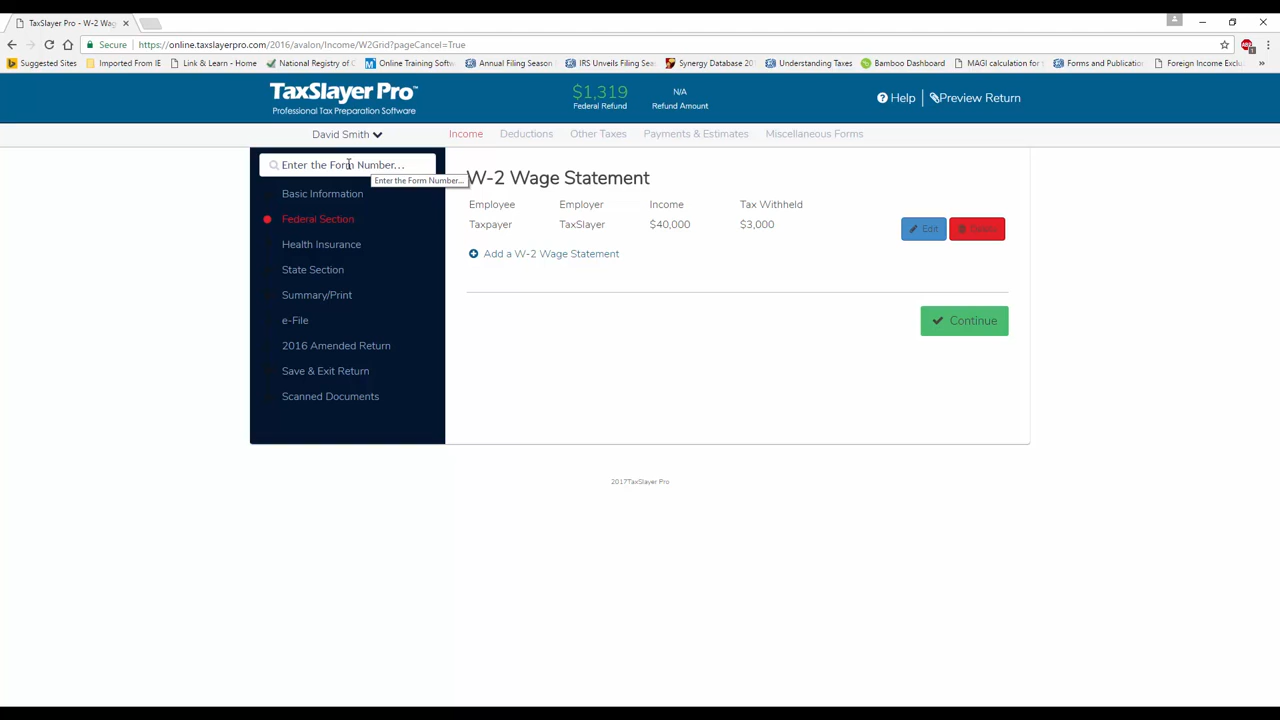 TaxSlayer Pro - W-2 Wag
Secure
https://online.taxslayerpro.com/2016/avalon/Income/W2Grid?pageCancel=True
Suggested Sites
Imported From IE
Link & Learn - Home
National Registry of C
Online Training Softw
Annual Filing Season
IRS Unveils Filing Sea
Synergy Database 201
Understanding Taxes
Bamboo Dashboard
MAGI calculation for
Forms and Publication
Foreign Income Exclu
»
TaxSlayer Pro™
Professional Tax Preparation Software
$1,319
Federal Refund
N/A
Refund Amount
Help
Preview Return
David Smith
Income
Deductions
Other Taxes
Payments & Estimates
Miscellaneous Forms
Enter the Form Number...
Enter the Form Number...
Basic Information
Federal Section
Health Insurance
State Section
Summary/Print
e-File
2016 Amended Return
Save & Exit Return
Scanned Documents
W-2 Wage Statement
Employee Employer Income Tax Withheld
Taxpayer TaxSlayer $40,000 $3,000
Edit
Delete
Add a W-2 Wage Statement
Continue
2017TaxSlayer Pro